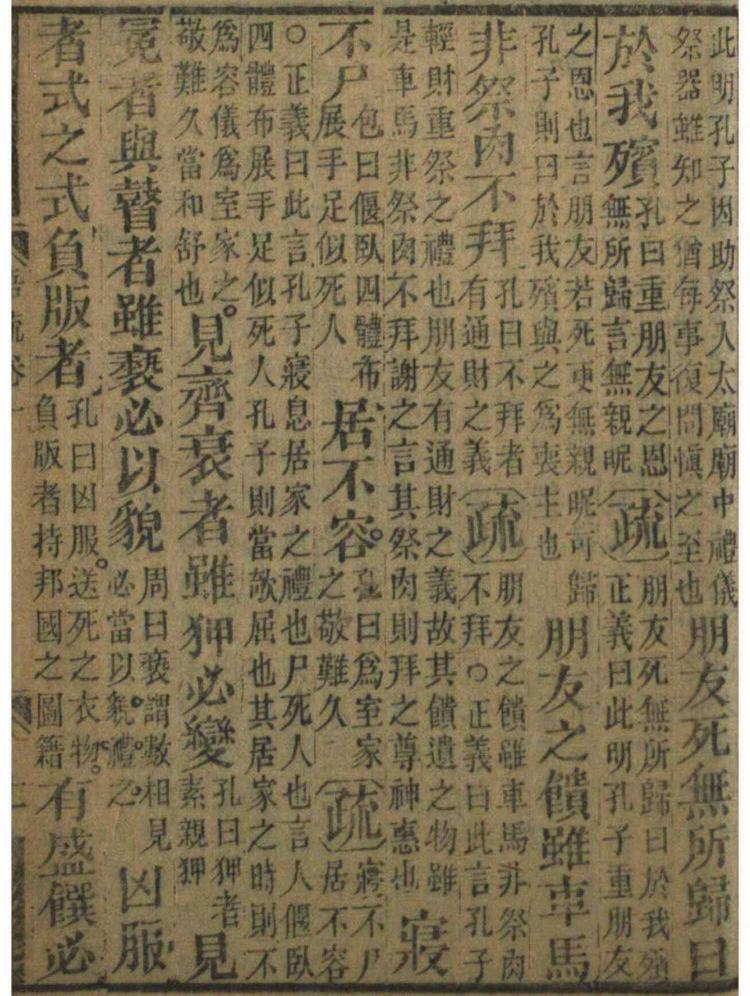 此明孔子因助祭入太廟廟中禮儀
祭器雖知之猶每事復問慎之至也
朋友死無所歸曰
於我殯
孔曰重朋友之恩
無所歸言無親昵
疏
朋友死無所歸曰於我殯
正義曰此明孔子重朋友
之恩也言朋友若死更無親昵可歸
孔子則曰於我殯與之爲喪主也
朋友之饋雖車馬
非祭肉不拜
孔曰不拜者
有通財之義
疏
朋友之饋雖車馬非祭肉
不拜○正義曰此言孔子
輕財重祭之禮也朋友有通財之義故其饋遺之物雖
是車馬非祭肉不拜謝之言其祭肉則拜之尊神惠也
寢
不尸
包曰偃臥四體布
展手足似死人
居不容。
孔曰爲室家
之敬難久
疏
寢不尸
居不容
○正義曰此言孔子寢息居家之禮也尸死人也言人偃臥
四體布展手足似死人孔子則當欹屈也其居家之時則不
爲容儀爲室家之
敬難久當和舒也
見齊衰者雖狎必變
孔曰狎者
素親狎
見
冕者與瞽者雖褻必以貌
周曰褻謂數相見
必當以貌禮之
凶服
者式之式負版者
孔曰凶服。送死之衣物。
負版者持邦國之圖籍
有盛饌必